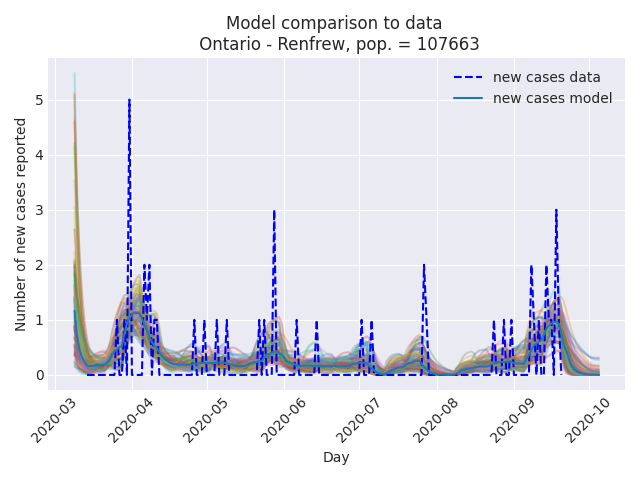 Model comparison to data
Ontario - Renfrew, pop. = 107663
new cases data
new cases model
Number of new cases reported
5
4
3
2
1
0
2020-03
2020-04
2020-05
2020-06
2020-07
2020-08
2020-09
2020-10
Day